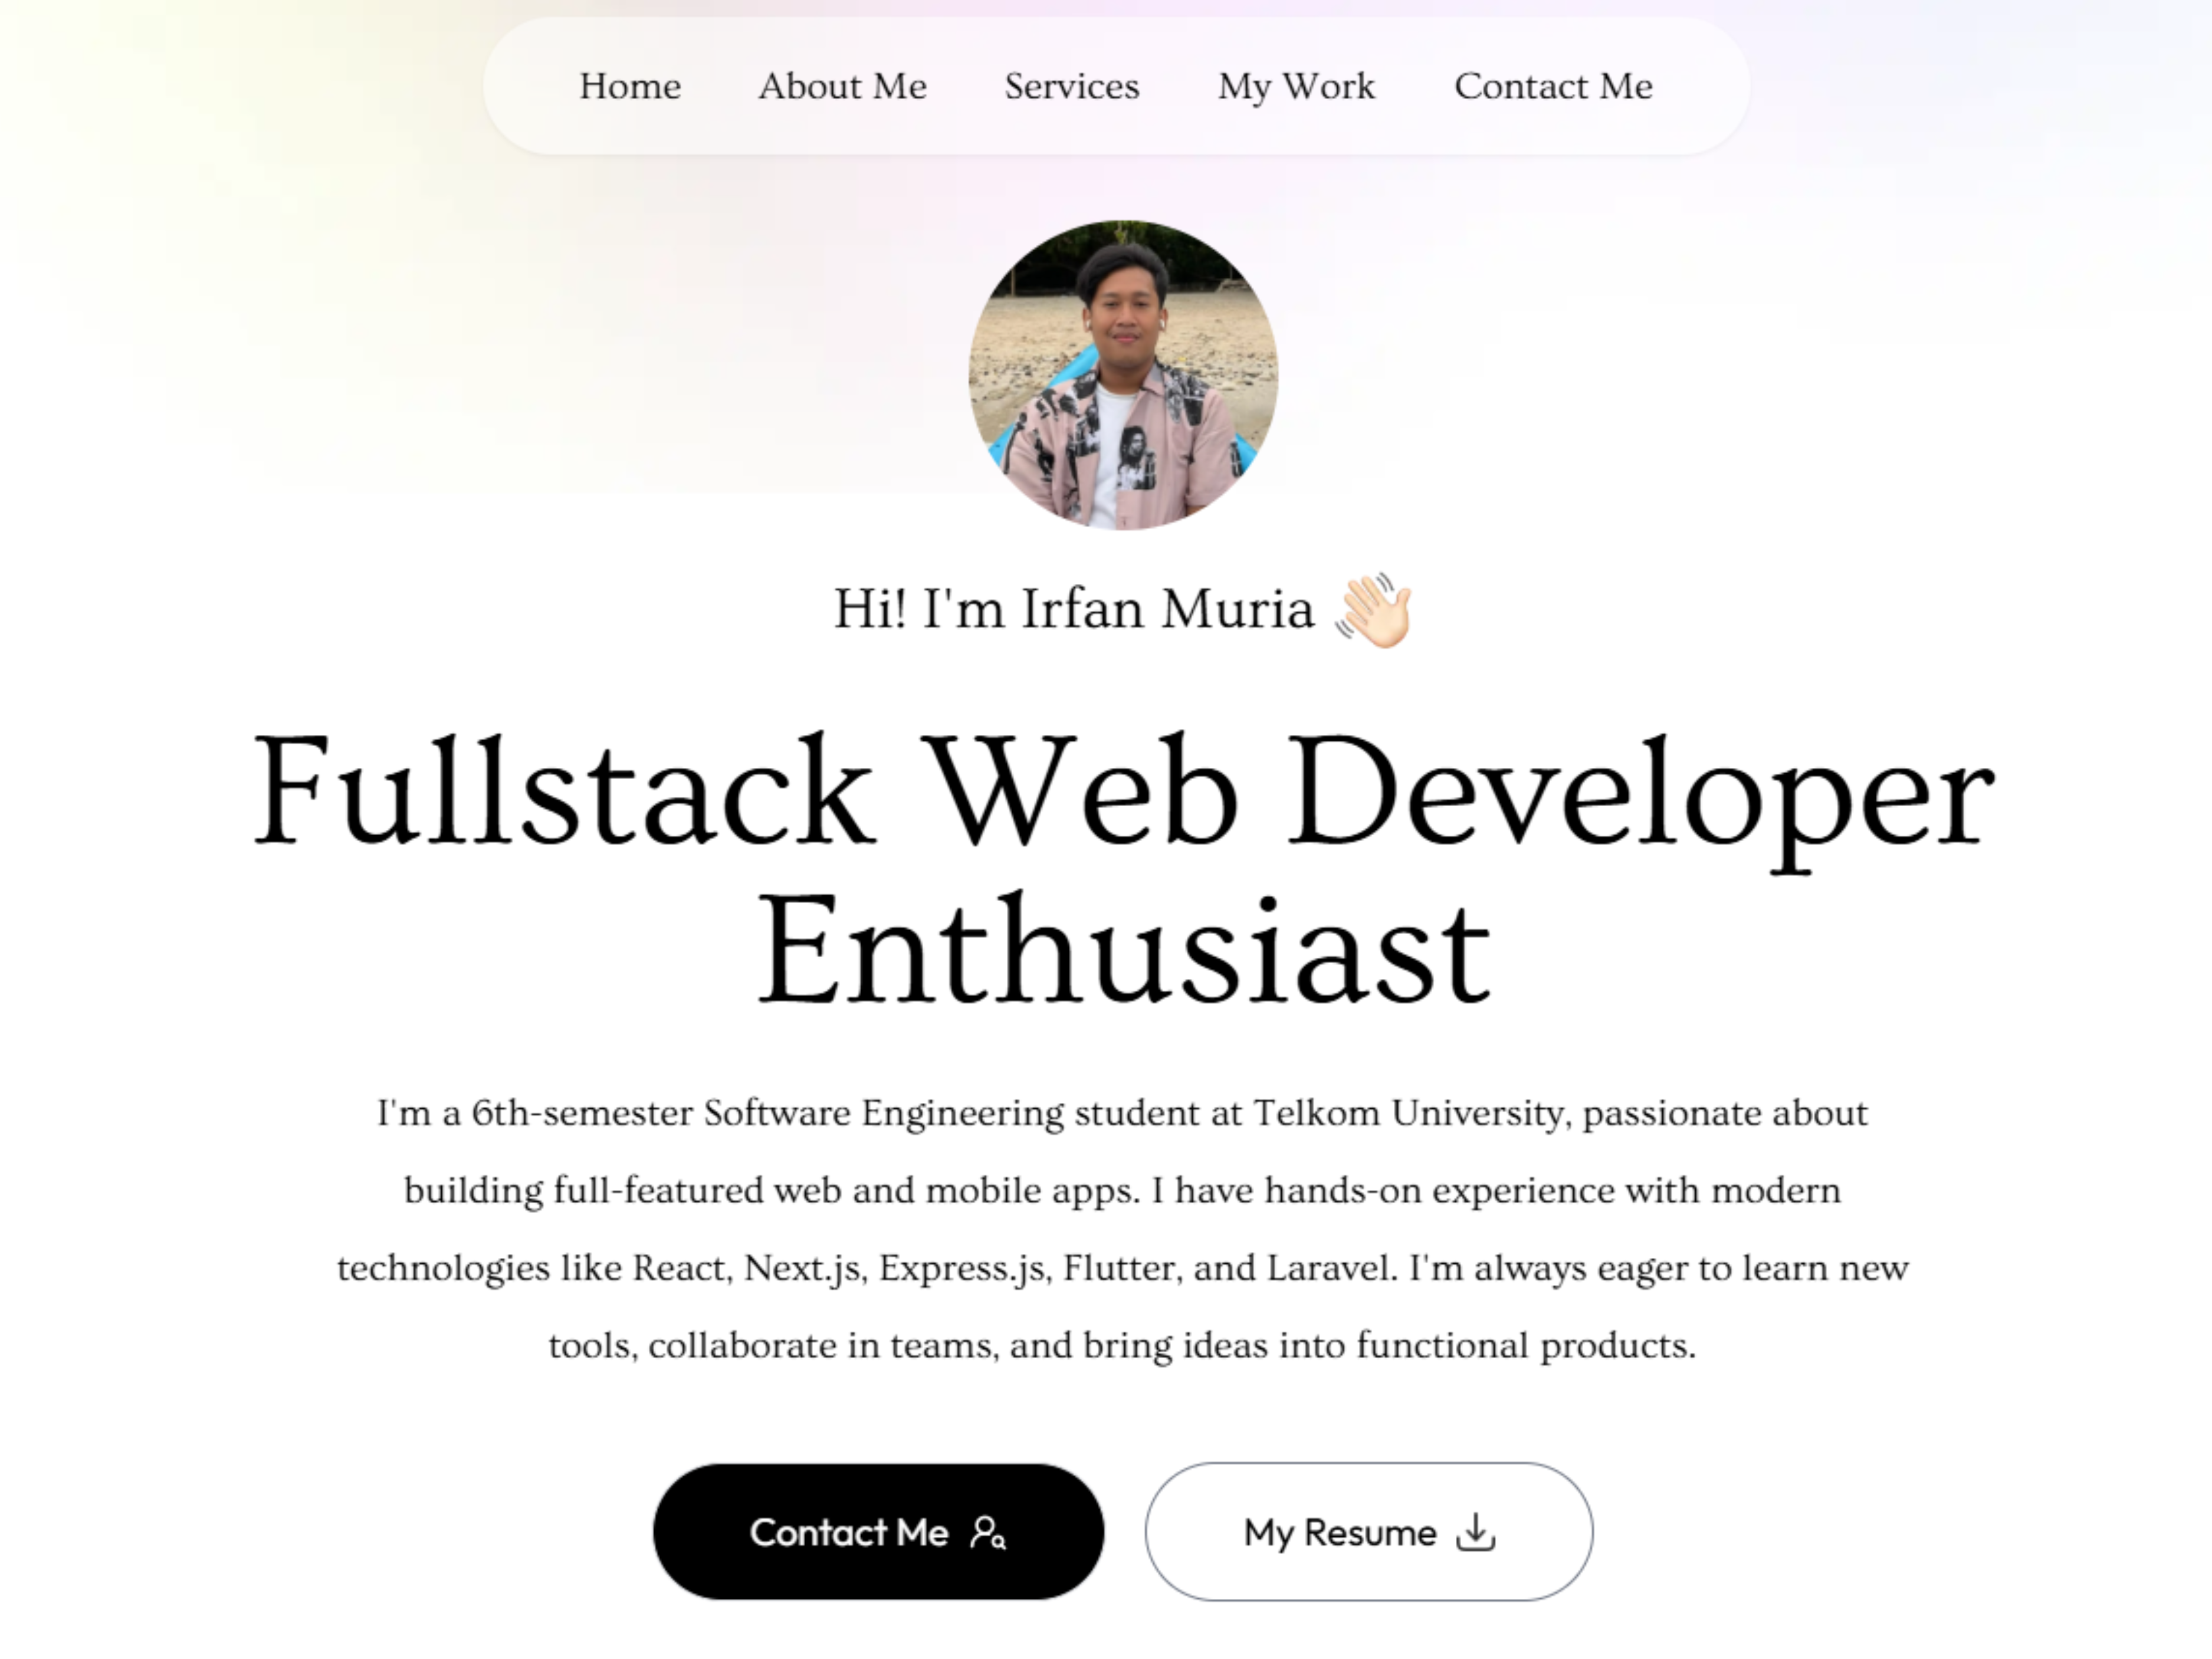 Home About Me Services My Work Contact Me
Hi! I'm Irfan Muria 👋🏻
Fullstack Web Developer
Enthusiast
I'm a 6th-semester Software Engineering student at Telkom University, passionate about
building full-featured web and mobile apps. I have hands-on experience with modern
technologies like React, Next.js, Express.js, Flutter, and Laravel. I'm always eager to learn new
tools, collaborate in teams, and bring ideas into functional products.
Contact Me
My Resume